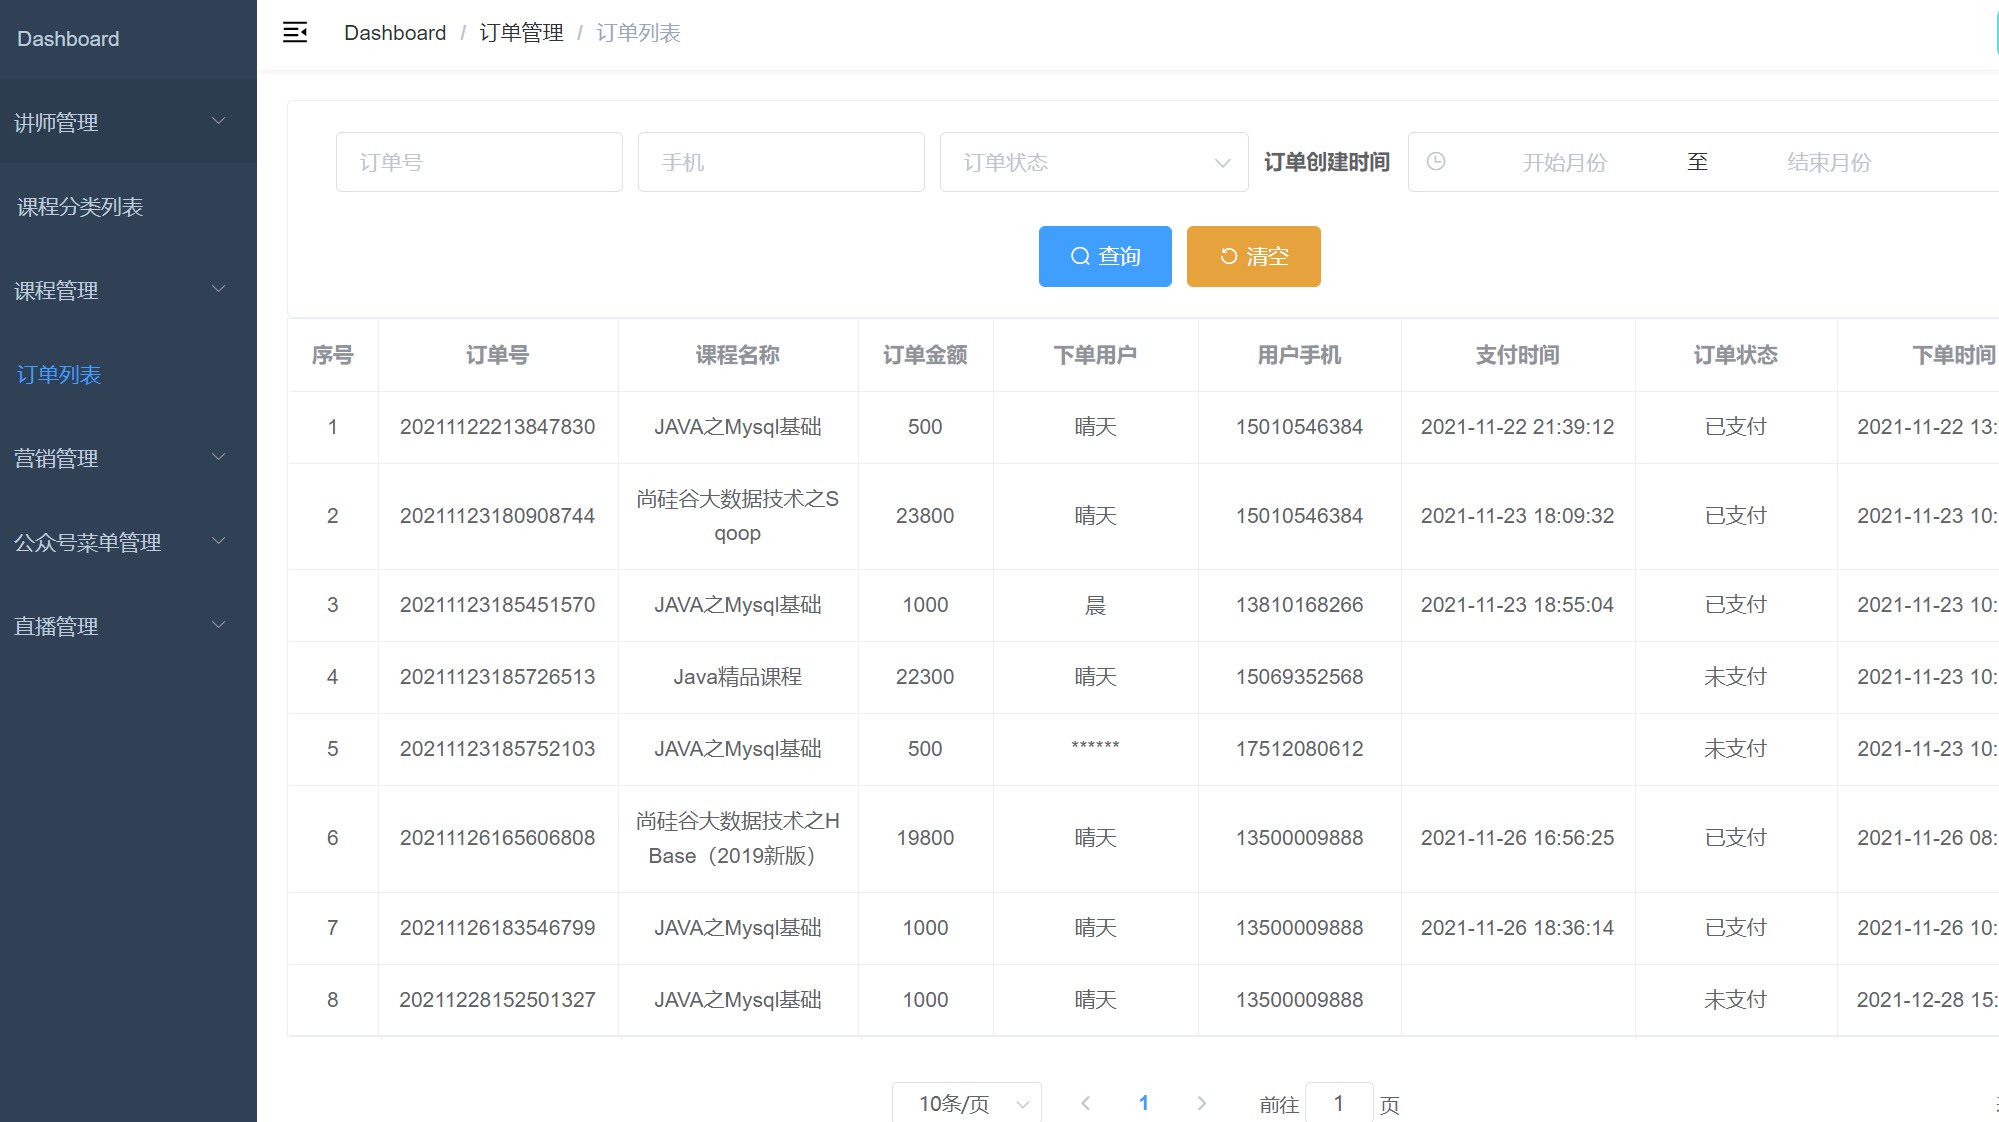 Dashboard
讲师管理
课程分类列表
课程管理
订单列表
营销管理
公众号菜单管理
直播管理
Dashboard / 订单管理 / 订单列表
订单号 手机 订单状态 订单创建时间 开始月份 至 结束月份
查询 清空
序号 订单号 课程名称 订单金额 下单用户 用户手机 支付时间 订单状态 下单时间
1 20211122213847830 JAVA之Mysql基础 500 晴天 15010546384 2021-11-22 21:39:12 已支付 2021-11-22 13:
2 20211123180908744 尚硅谷大数据技术之S
qoop 23800 晴天 15010546384 2021-11-23 18:09:32 已支付 2021-11-23 10:
3 20211123185451570 JAVA之Mysql基础 1000 晨 13810168266 2021-11-23 18:55:04 已支付 2021-11-23 10:
4 20211123185726513 Java精品课程 22300 晴天 15069352568 未支付 2021-11-23 10:
5 20211123185752103 JAVA之Mysql基础 500 ****** 17512080612 未支付 2021-11-23 10:
6 20211126165606808 尚硅谷大数据技术之H
Base（2019新版） 19800 晴天 13500009888 2021-11-26 16:56:25 已支付 2021-11-26 08:
7 20211126183546799 JAVA之Mysql基础 1000 晴天 13500009888 2021-11-26 18:36:14 已支付 2021-11-26 10:
8 20211228152501327 JAVA之Mysql基础 1000 晴天 13500009888 未支付 2021-12-28 15:
10条/页 1 前往 1 页